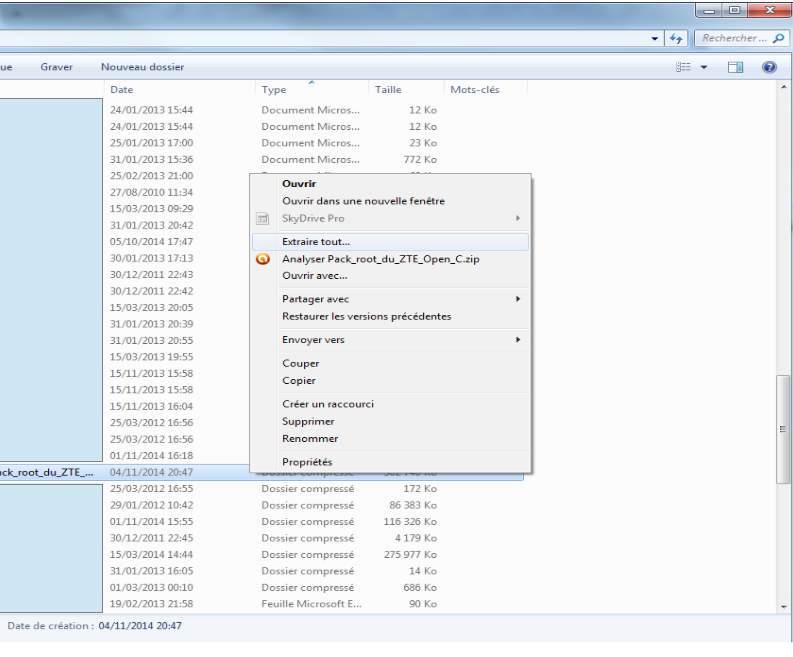 Rechercher ...
ue Graver Nouveau dossier
Date Type Taille Mots-clés
24/01/2013 15:44 Document Micros... 12 Ko
24/01/2013 15:44 Document Micros... 12 Ko
25/01/2013 17:00 Document Micros... 23 Ko
31/01/2013 15:36 Document Micros... 772 Ko
25/02/2013 21:00
27/08/2010 11:34
15/03/2013 09:29
31/01/2013 20:42
05/10/2014 17:47
30/01/2013 17:13
30/12/2011 22:43
30/12/2011 22:42
15/03/2013 20:05
31/01/2013 20:39
31/01/2013 20:55
15/03/2013 19:55
15/11/2013 15:58
15/11/2013 15:58
15/11/2013 16:04
25/03/2012 16:56
25/03/2012 16:56
01/11/2014 16:18
ack_root_du_ZTE_... 04/11/2014 20:47 Dossier compressé
25/03/2012 16:55 Dossier compressé 172 Ko
29/01/2012 10:42 Dossier compressé 86 383 Ko
01/11/2014 15:55 Dossier compressé 116 326 Ko
30/12/2011 22:45 Dossier compressé 4 179 Ko
15/03/2014 14:44 Dossier compressé 275 977 Ko
31/01/2013 16:05 Dossier compressé 14 Ko
01/03/2013 00:10 Dossier compressé 686 Ko
19/02/2013 21:58 Feuille Microsoft E... 90 Ko
Ouvrir
Ouvrir dans une nouvelle fenêtre
SkyDrive Pro
Extraire tout...
Analyser Pack_root_du_ZTE_Open_C.zip
Ouvrir avec...
Partager avec
Restaurer les versions précédentes
Envoyer vers
Couper
Copier
Créer un raccourci
Supprimer
Renommer
Propriétés
Date de création : 04/11/2014 20:47